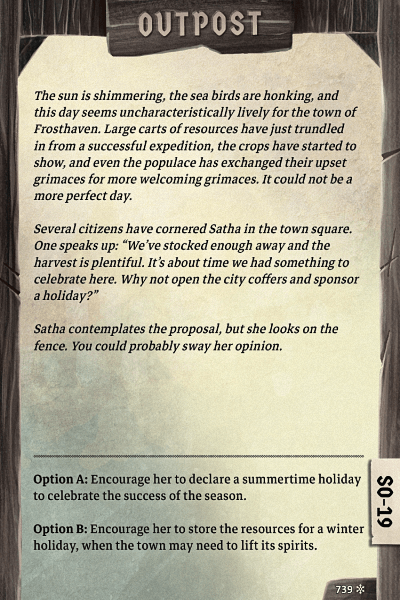 OUTPOST
The sun is shimmering, the sea birds are honking, and
this day seems uncharacteristically lively for the town of
Frosthaven. Large carts of resources have just trundled
in from a successful expedition, the crops have started to
show, and even the populace has exchanged their upset
grimaces for more welcoming grimaces. It could not be a
more perfect day.
Several citizens have cornered Satha in the town square.
One speaks up: “We’ve stocked enough away and the
harvest is plentiful. It’s about time we had something to
celebrate here. Why not open the city coffers and sponsor
a holiday?”
Satha contemplates the proposal, but she looks on the
fence. You could probably sway her opinion.
Option A: Encourage her to declare a summertime holiday
to celebrate the success of the season.
Option B: Encourage her to store the resources for a winter
holiday, when the town may need to lift its spirits.
SO-19
739